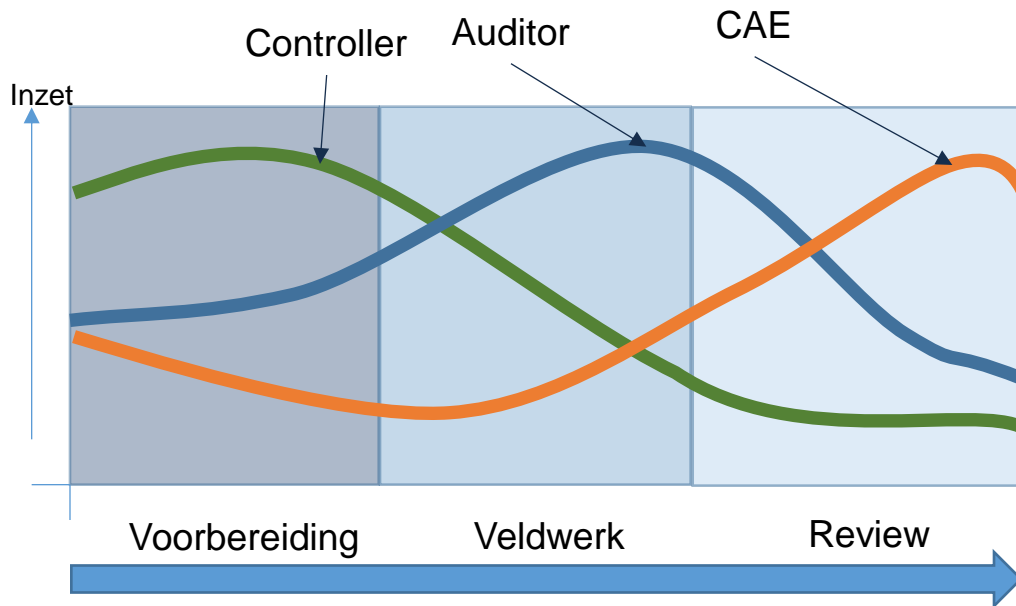 Controller
Auditor
CAE
Inzet
Voorbereiding
Veldwerk
Review